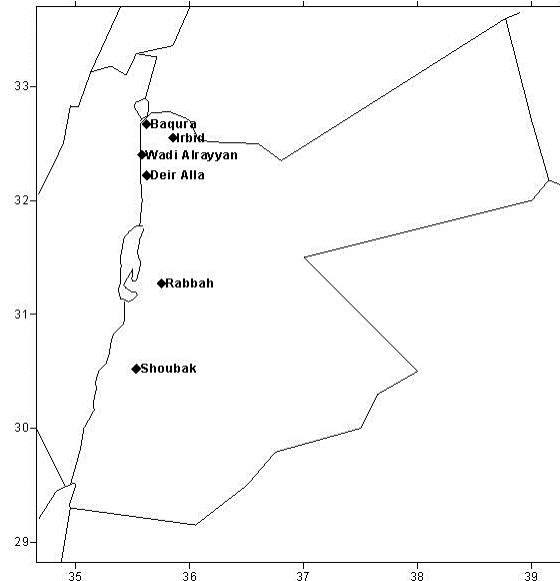 33
Baqura
Irbid
Wadi Alrayyan
Deir Alla
32
Rabbah
31
Shoubak
30
29
35 36 37 38 39